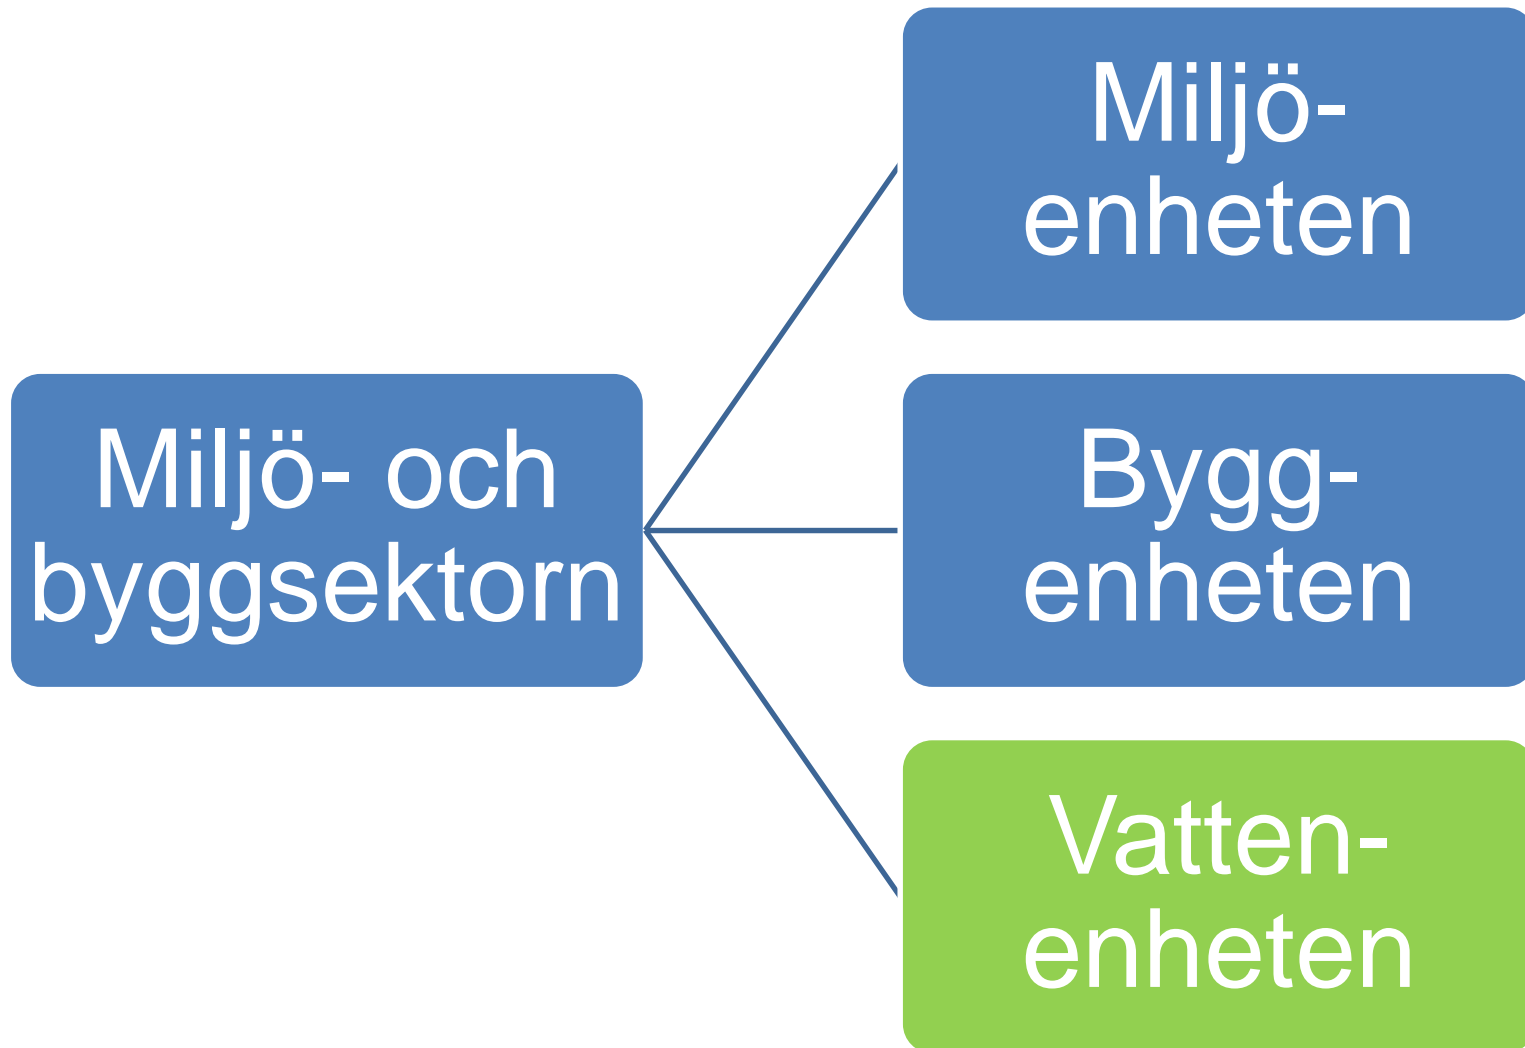 Miljö-
enheten
Miljö- och
byggsektorn
Bygg-
enheten
Vatten-
enheten